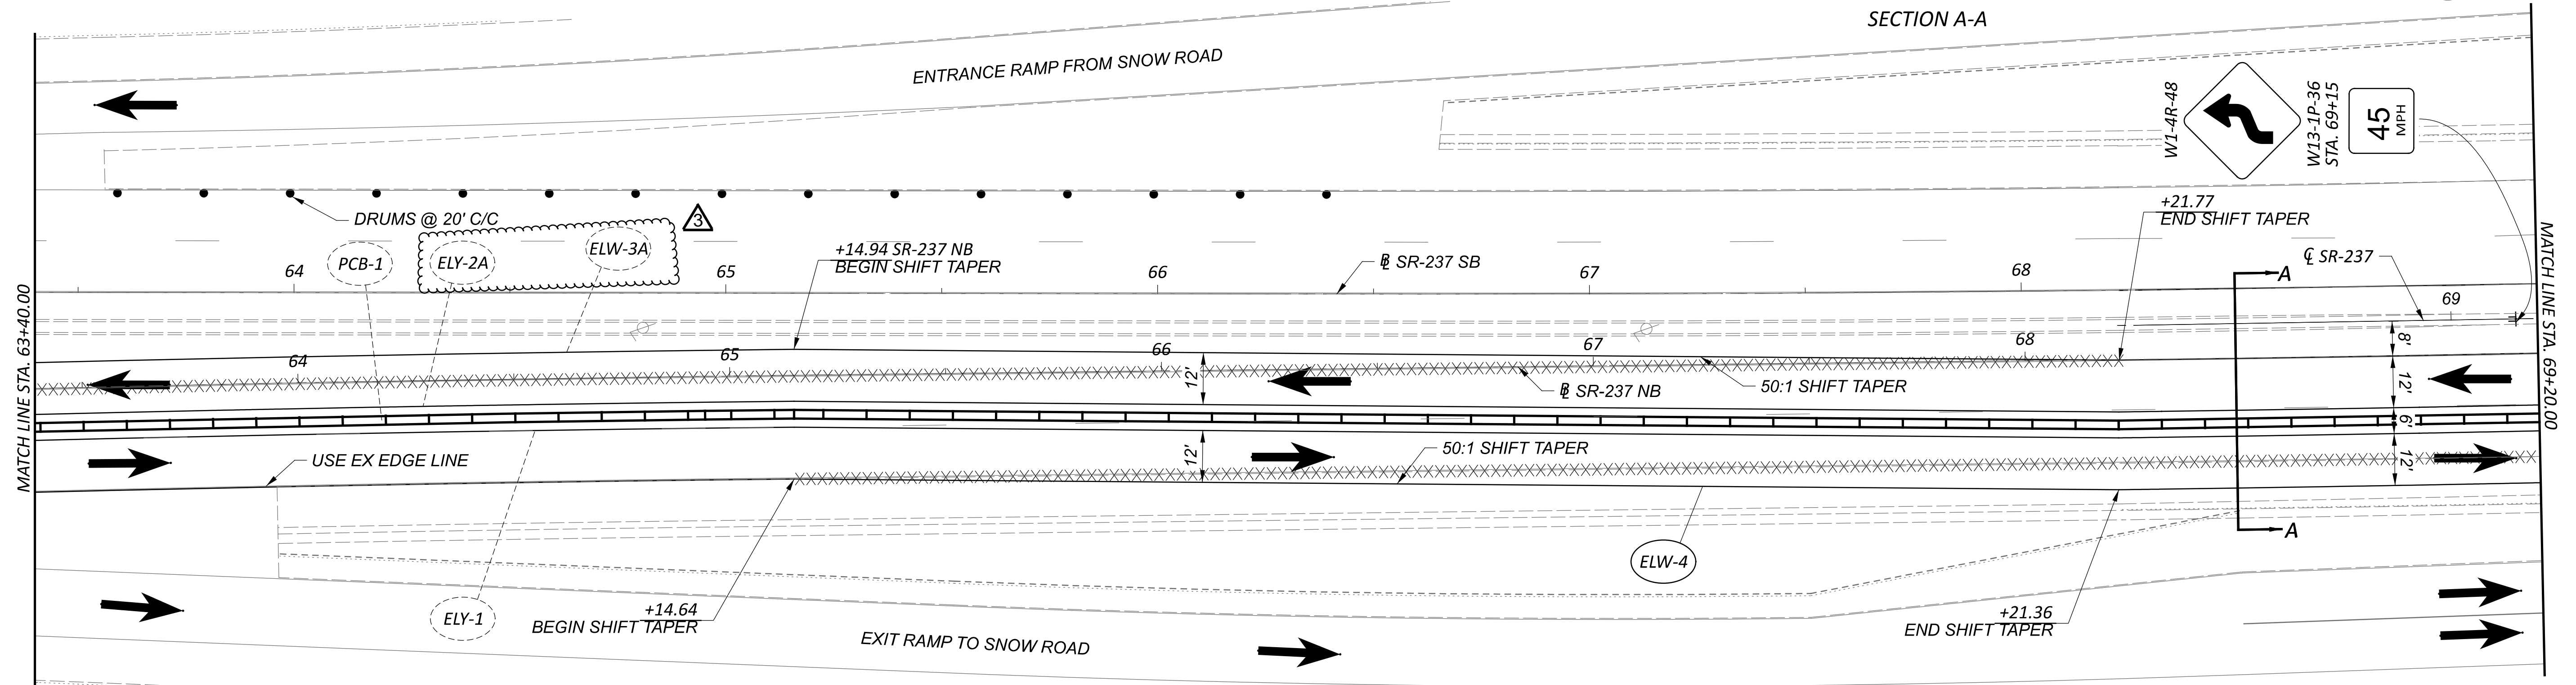 SECTION A-A
ENTRANCE RAMP FROM SNOW ROAD
W1-4R-48
W13-1P-36
STA. 69+15
45
MPH
DRUMS @ 20' C/C
3
PCB-1
ELY-2A
ELW-3A
+14.94 SR-237 NB
BEGIN SHIFT TAPER
℄ SR-237
+21.77
END SHIFT TAPER
SR-237 SB
64
65
66
67
68
69
A
A
MATCH LINE STA. 63+40.00
MATCH LINE STA. 69+20.00
64
65
66
67
68
12'
SR-237 NB
50:1 SHIFT TAPER
8'
12'
6'
12'
12'
50:1 SHIFT TAPER
USE EX EDGE LINE
ELW-4
ELY-1
+14.64
BEGIN SHIFT TAPER
+21.36
END SHIFT TAPER
EXIT RAMP TO SNOW ROAD